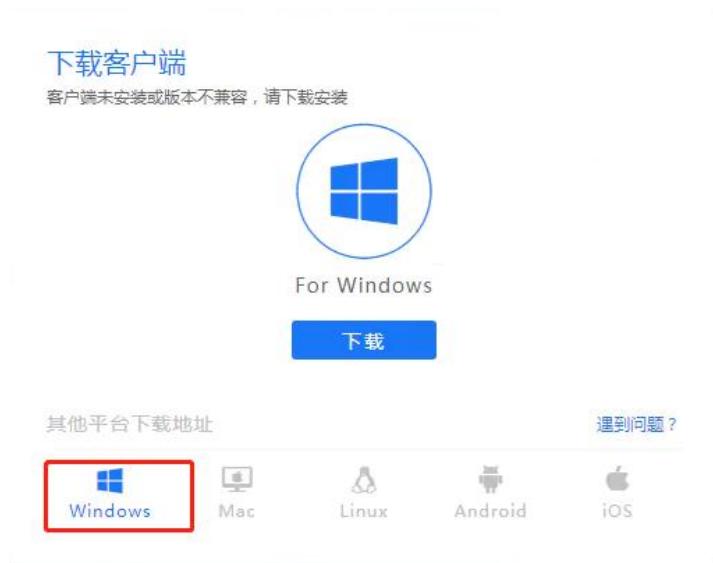 下载客户端
客户端未安装或版本不兼容，请下载安装
For Windows
下载
其他平台下载地址 遇到问题？
Windows Mac Linux Android iOS